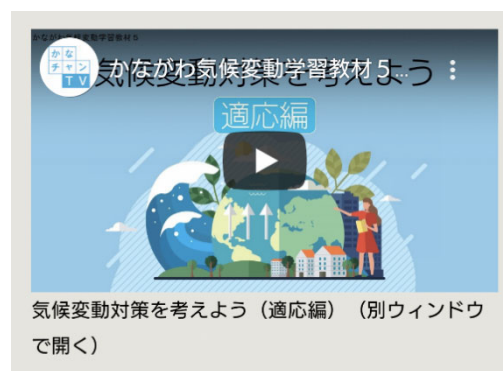 かながわ気候変動学習教材５
かな
チャン
TV
かながわ気候変動学習教材５...
気候変動対策を考えよう
適応編
気候変動対策を考えよう（適応編）（別ウィンドウ
で開く）